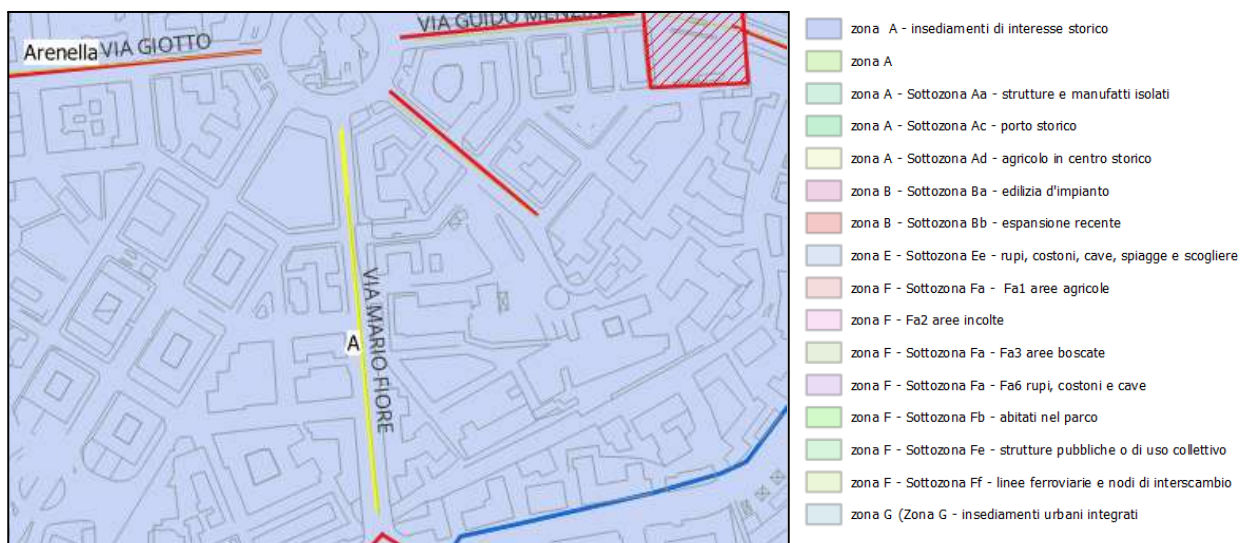 VIA GUIDO MENZIN
Arenella
VIA GIOTTO
VIA MARIO FIORE
A
zona A - insediamenti di interesse storico
zona A
zona A - Sottozona Aa - strutture e manufatti isolati
zona A - Sottozona Ac - porto storico
zona A - Sottozona Ad - agricolo in centro storico
zona B - Sottozona Ba - edilizia d'impianto
zona B - Sottozona Bb - espansione recente
zona E - Sottozona Ee - rupi, costoni, cave, spiagge e scogliere
zona F - Sottozona Fa - Fa1 aree agricole
zona F - Fa2 aree incolte
zona F - Sottozona Fa - Fa3 aree boscate
zona F - Sottozona Fa - Fa6 rupi, costoni e cave
zona F - Sottozona Fb - abitati nel parco
zona F - Sottozona Fe - strutture pubbliche o di uso collettivo
zona F - Sottozona Ff - linee ferroviarie e nodi di interscambio
zona G (Zona G - insediamenti urbani integrati